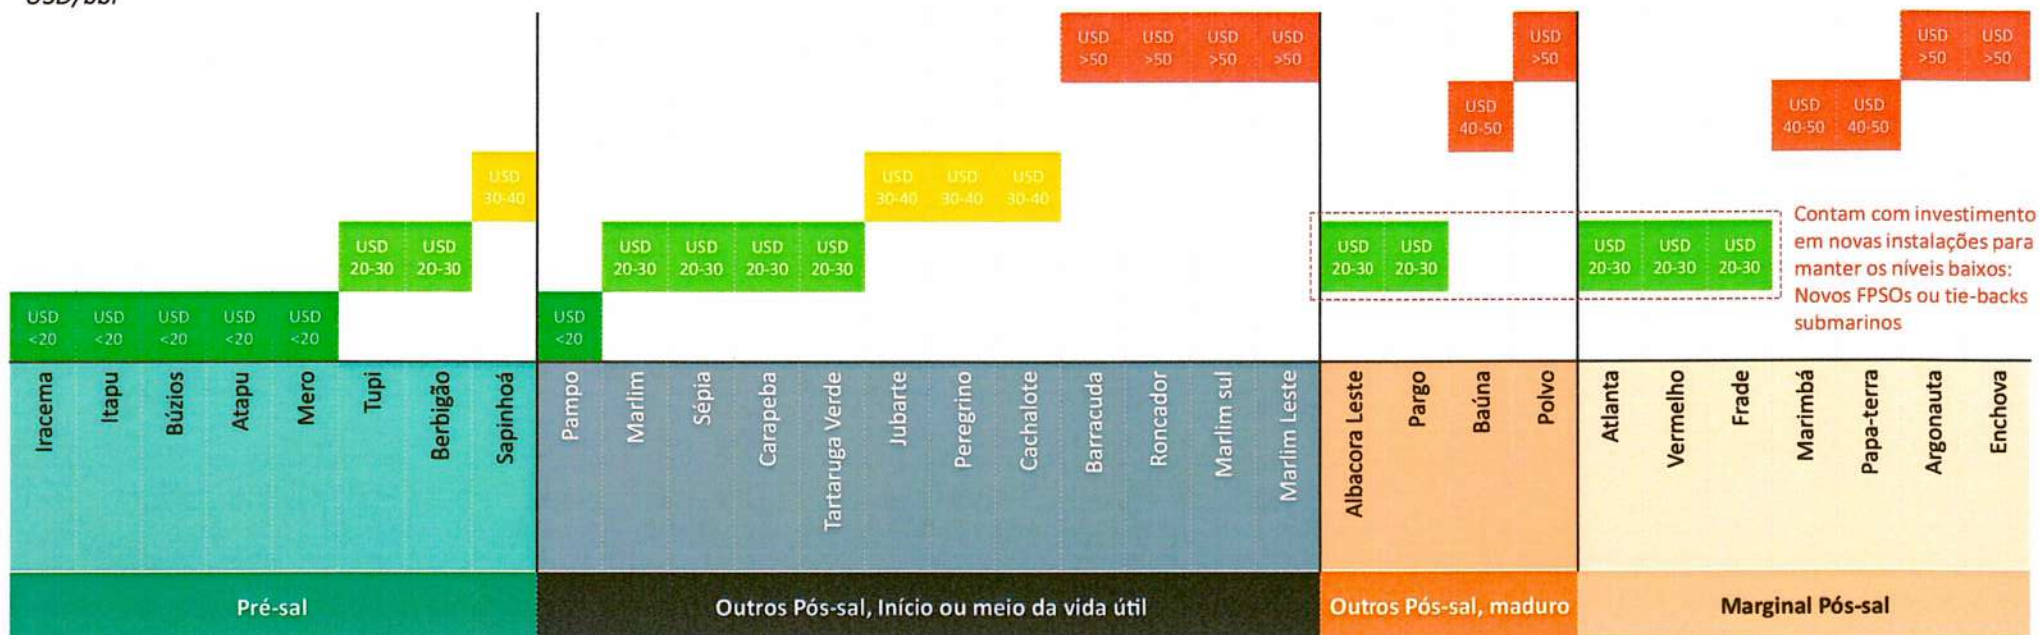 USD/bbl
USD USD USD USD USD
>50 >50 >50 >50 >50
USD USD
>50 >50
USD
40-50
USD USD
40-50 40-50
USD
30-40
USD USD USD
30-40 30-40 30-40
USD USD
20-30 20-30
USD USD USD USD
20-30 20-30 20-30 20-30
USD USD
20-30 20-30
USD USD USD
20-30 20-30 20-30
Contam com investimento
em novas instalações para
manter os níveis baixos:
Novos FPSOs ou tie-backs
submarinos
USD USD USD USD USD
<20 <20 <20 <20 <20
USD
<20
Iracema
Itapu
Búzios
Atapu
Mero
Tupi
Berbigão
Sapinhoá
Pampo
Marlim
Sépia
Carapeba
Tartaruga Verde
Jubarte
Peregrino
Cachalote
Barracuda
Roncador
Marlim sul
Marlim Leste
Albacora Leste
Pargo
Baúna
Polvo
Atlanta
Vermelho
Frade
Marimbá
Papa-terra
Argonauta
Enchova
Pré-sal
Outros Pós-sal, Início ou meio da vida útil
Outros Pós-sal, maduro
Marginal Pós-sal